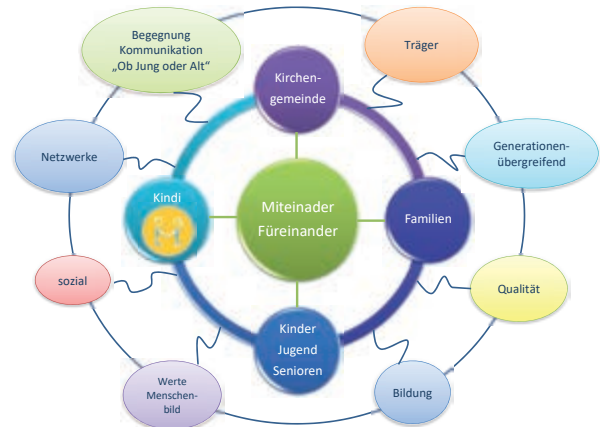 Begegnung
Kommunikation
„Ob Jung oder Alt“
Träger
Kirchen-
gemeinde
Netzwerke
Generationen-
übergreifend
Kindi
Miteinader
Füreinander
Familien
sozial
Qualität
Kinder
Jugend
Senioren
Werte
Menschen-
bild
Bildung